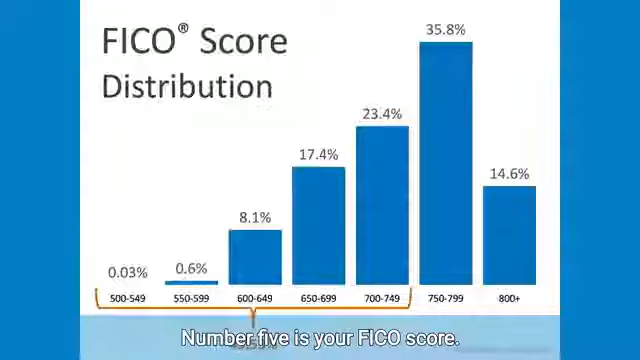 FICO® Score
Distribution
35.8%
23.4%
17.4%
14.6%
8.1%
0.6%
0.03%
500-549 550-599 600-649 650-699 700-749 750-799 800+
Number five is your FICO score.